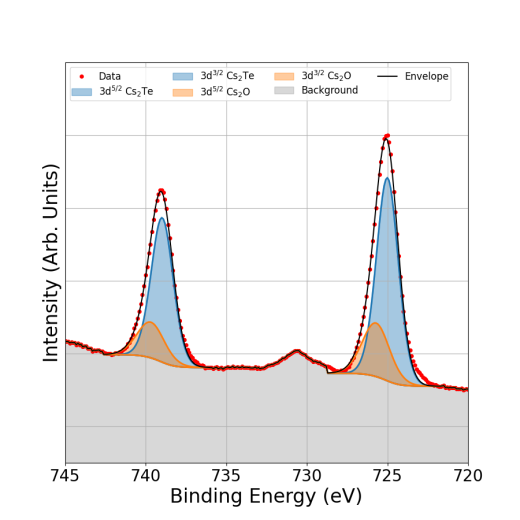 Data
3d5/2 Cs2Te
3d3/2 Cs2Te
3d5/2 Cs2O
3d3/2 Cs2O
Background
Envelope
Intensity (Arb. Units)
745 740 735 730 725 720
Binding Energy (eV)